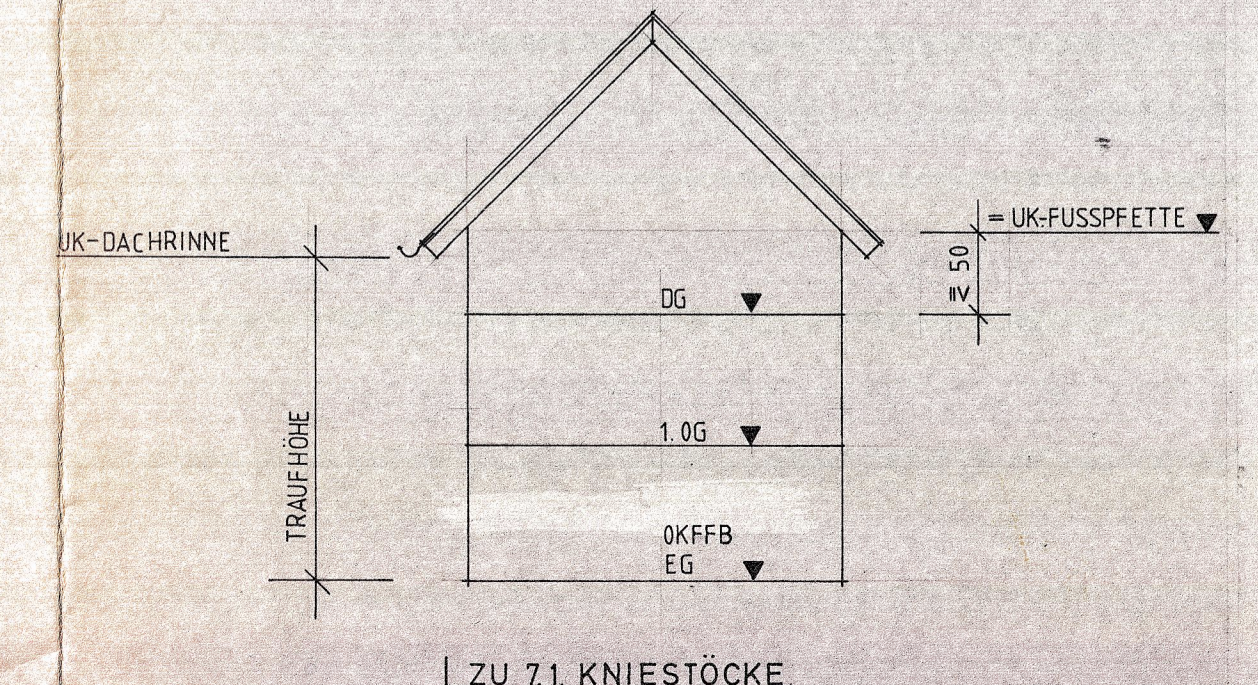 UK-DACHRINNE
= UK-FUSSPFETTE
≦ 50
DG
1. OG
TRAUFHÖHE
OKFFB
EG
ZU 7.1. KNIESTÖCKE